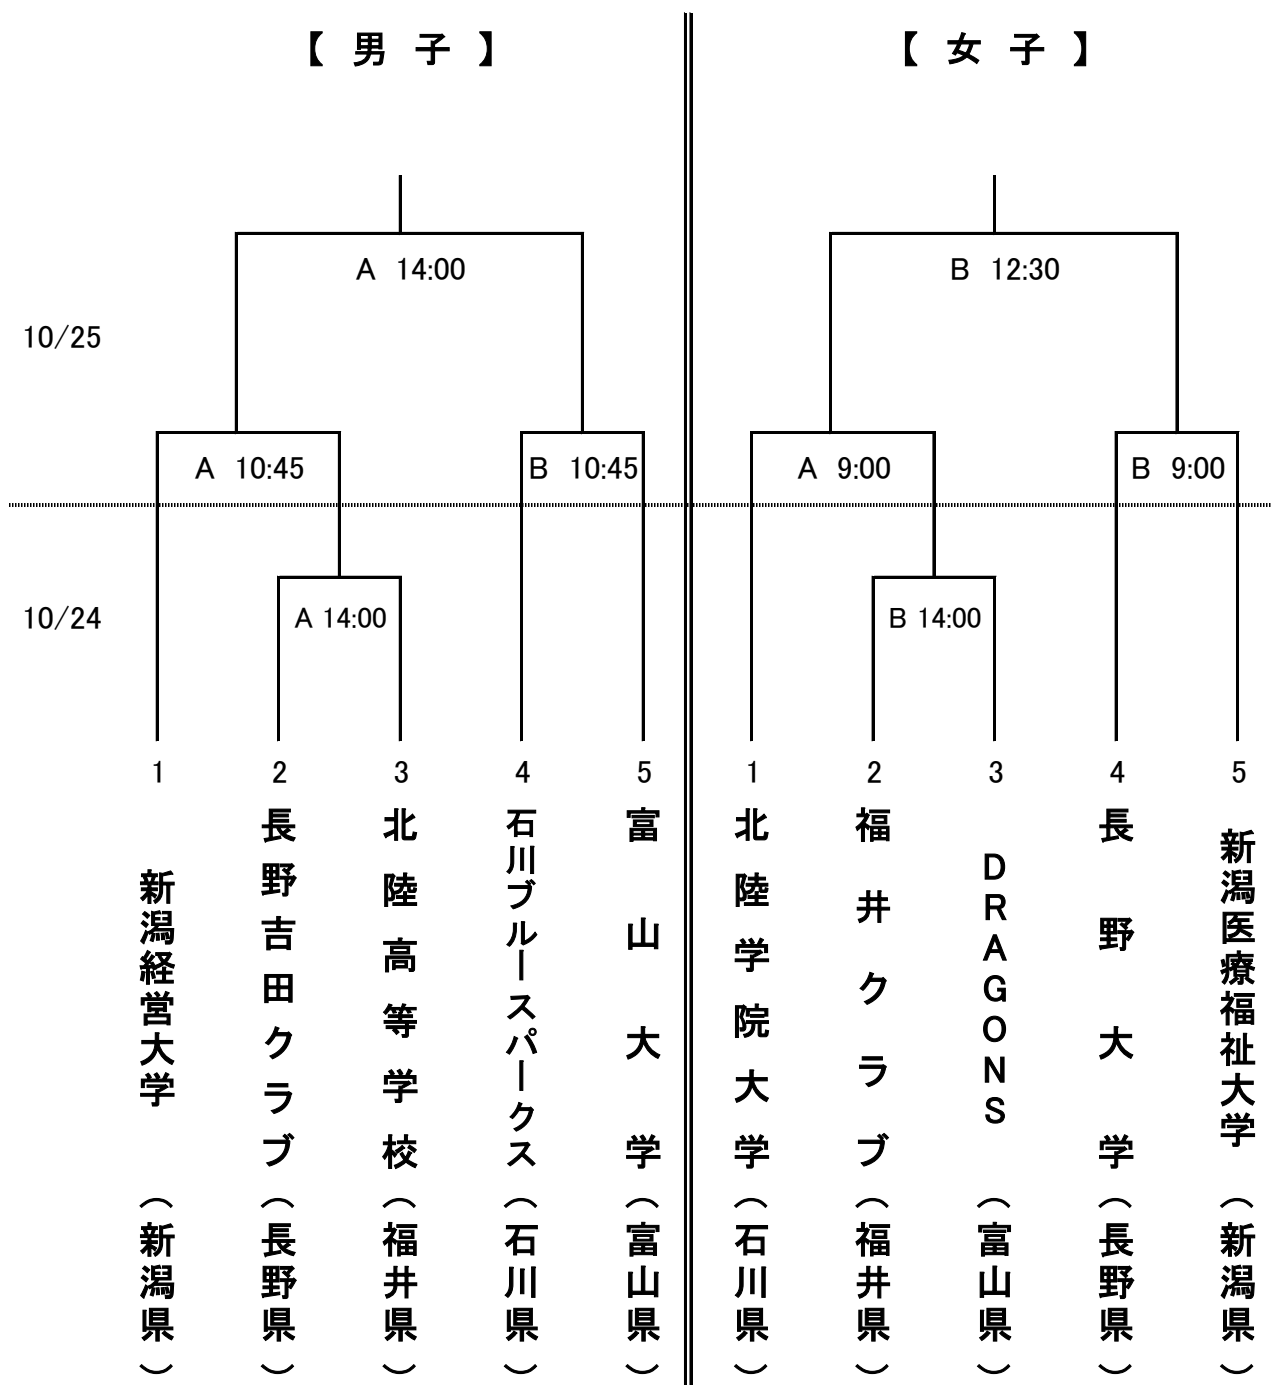 【 男 子 】
A 14:00
10/25
A 10:45
B 10:45
10/24
A 14:00
1
2
3
4
5
新潟経営大学（新潟県）
長野吉田クラブ（長野県）
北陸高等学校（福井県）
石川ブルースパークス（石川県）
富山大学（富山県）
【 女 子 】
B 12:30
A 9:00
B 9:00
B 14:00
1
2
3
4
5
北陸学院大学（石川県）
福井クラブ（福井県）
DRAGONS（富山県）
長野大学（長野県）
新潟医療福祉大学（新潟県）